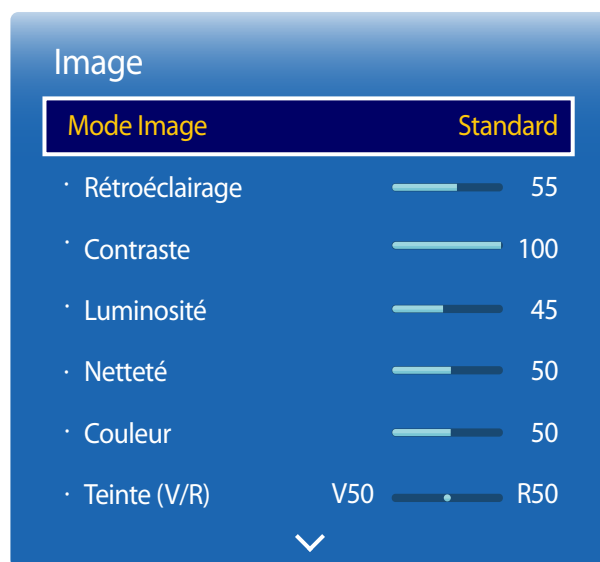 Image
Mode Image Standard
· Rétroéclairage 55
· Contraste 100
· Luminosité 45
· Netteté 50
· Couleur 50
· Teinte (V/R) V50 R50